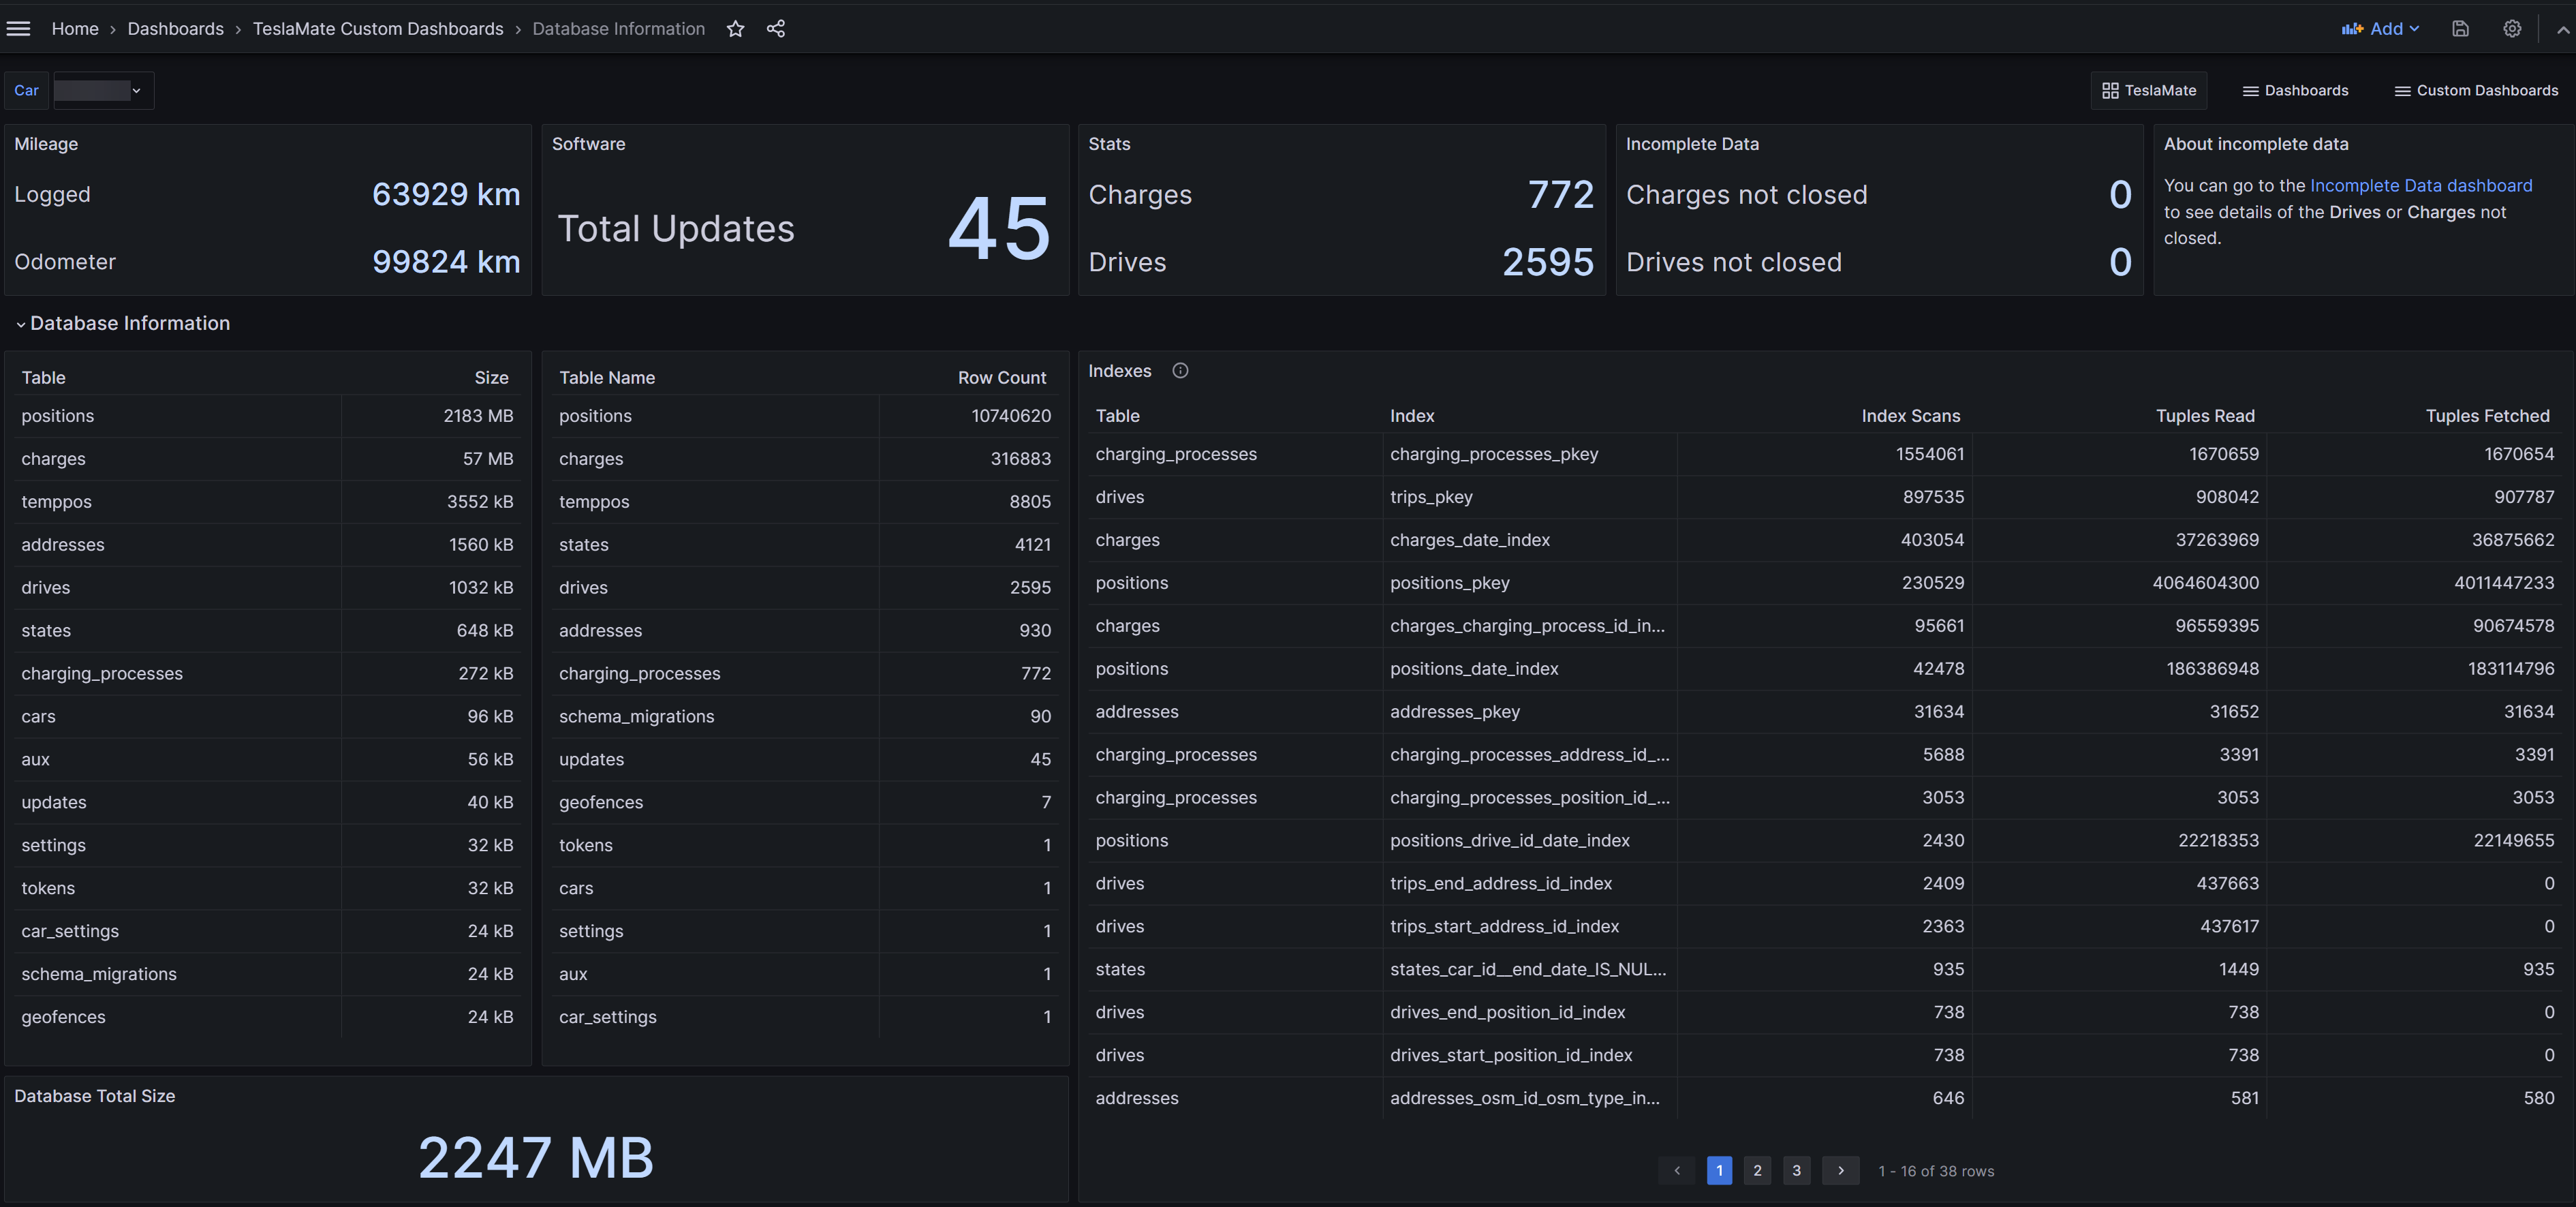 Home › Dashboards › TeslaMate Custom Dashboards › Database Information
Add
Car
TeslaMate
Dashboards
Custom Dashboards
Mileage
Logged 63929 km
Odometer 99824 km
Software
Total Updates 45
Stats
Charges 772
Drives 2595
Incomplete Data
Charges not closed 0
Drives not closed 0
About incomplete data
You can go to the Incomplete Data dashboard
to see details of the Drives or Charges not
closed.
Database Information
Table Size
positions 2183 MB
charges 57 MB
temppos 3552 kB
addresses 1560 kB
drives 1032 kB
states 648 kB
charging_processes 272 kB
cars 96 kB
aux 56 kB
updates 40 kB
settings 32 kB
tokens 32 kB
car_settings 24 kB
schema_migrations 24 kB
geofences 24 kB
Table Name Row Count
positions 10740620
charges 316883
temppos 8805
states 4121
drives 2595
addresses 930
charging_processes 772
schema_migrations 90
updates 45
geofences 7
tokens 1
cars 1
settings 1
aux 1
car_settings 1
Database Total Size
2247 MB
Indexes
Table Index Index Scans Tuples Read Tuples Fetched
charging_processes charging_processes_pkey 1554061 1670659 1670654
drives trips_pkey 897535 908042 907787
charges charges_date_index 403054 37263969 36875662
positions positions_pkey 230529 4064604300 4011447233
charges charges_charging_process_id_in... 95661 96559395 90674578
positions positions_date_index 42478 186386948 183114796
addresses addresses_pkey 31634 31652 31634
charging_processes charging_processes_address_id_... 5688 3391 3391
charging_processes charging_processes_position_id_... 3053 3053 3053
positions positions_drive_id_date_index 2430 22218353 22149655
drives trips_end_address_id_index 2409 437663 0
drives trips_start_address_id_index 2363 437617 0
states states_car_id__end_date_IS_NUL... 935 1449 935
drives drives_end_position_id_index 738 738 0
drives drives_start_position_id_index 738 738 0
addresses addresses_osm_id_osm_type_in... 646 581 580
‹ 1 2 3 › 1 - 16 of 38 rows